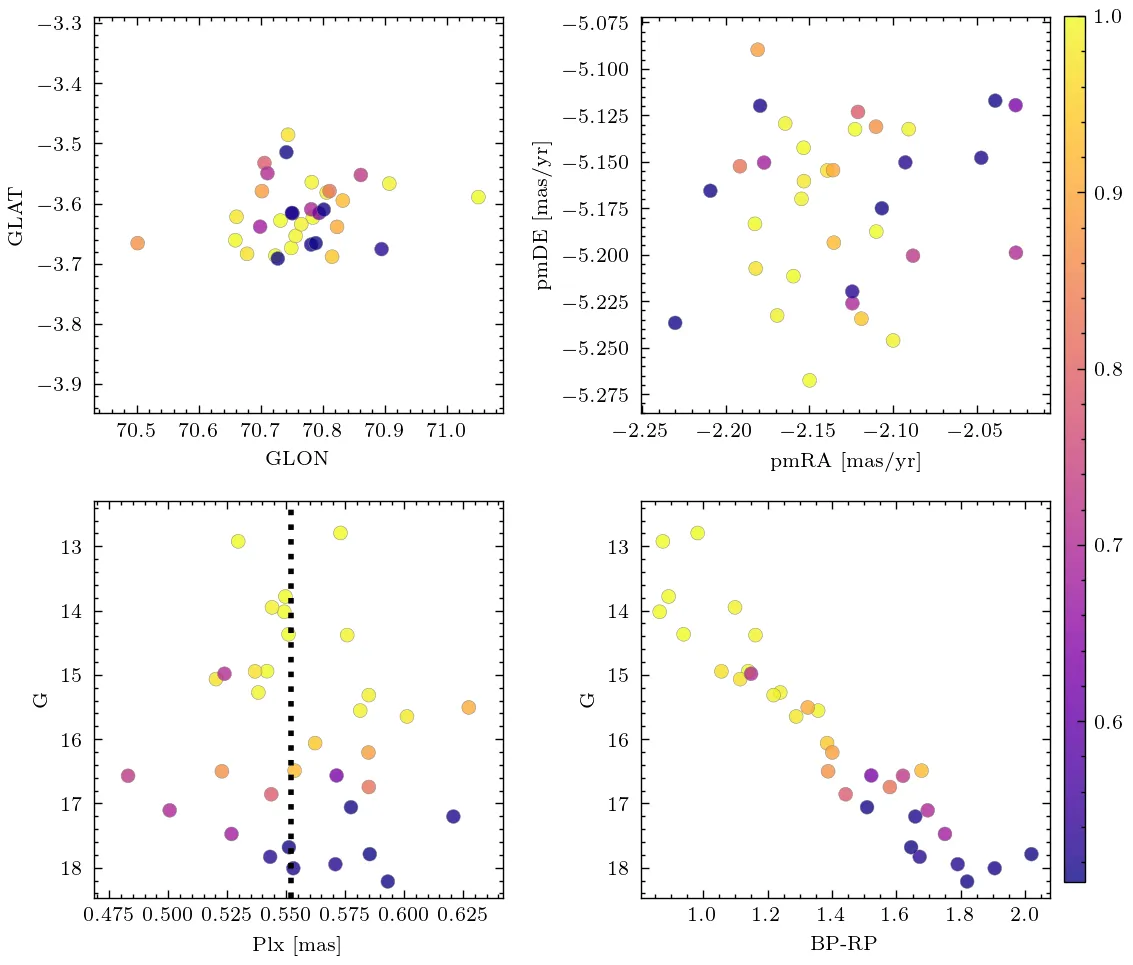 −3.3
−3.4
−3.5
−3.6
−3.7
−3.8
−3.9
GLAT
70.5 70.6 70.7 70.8 70.9 71.0
GLON
−5.075
−5.100
−5.125
−5.150
−5.175
−5.200
−5.225
−5.250
−5.275
pmDE [mas/yr]
−2.25 −2.20 −2.15 −2.10 −2.05
pmRA [mas/yr]
1.0
0.9
0.8
0.7
0.6
13
14
15
16
17
18
G
0.475 0.500 0.525 0.550 0.575 0.600 0.625
Plx [mas]
13
14
15
16
17
18
G
1.0 1.2 1.4 1.6 1.8 2.0
BP-RP